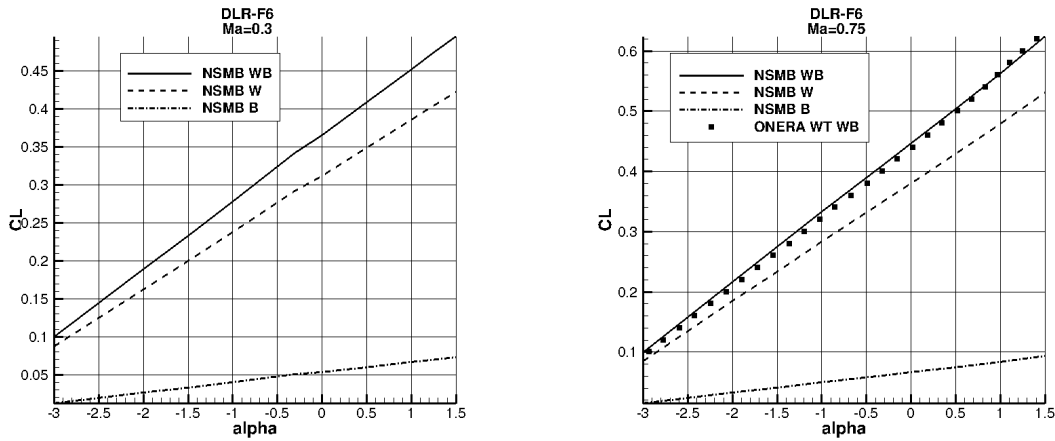 DLR-F6
Ma=0.3
0.45
0.4
0.35
0.3
0.25
0.2
0.15
0.1
0.05
CL
NSMB WB
NSMB W
NSMB B
-3
-2.5
-2
-1.5
-1
-0.5
0
0.5
1
1.5
alpha
DLR-F6
Ma=0.75
0.6
0.5
0.4
0.3
0.2
0.1
CL
NSMB WB
NSMB W
NSMB B
ONERA WT WB
-3
-2.5
-2
-1.5
-1
-0.5
0
0.5
1
1.5
alpha